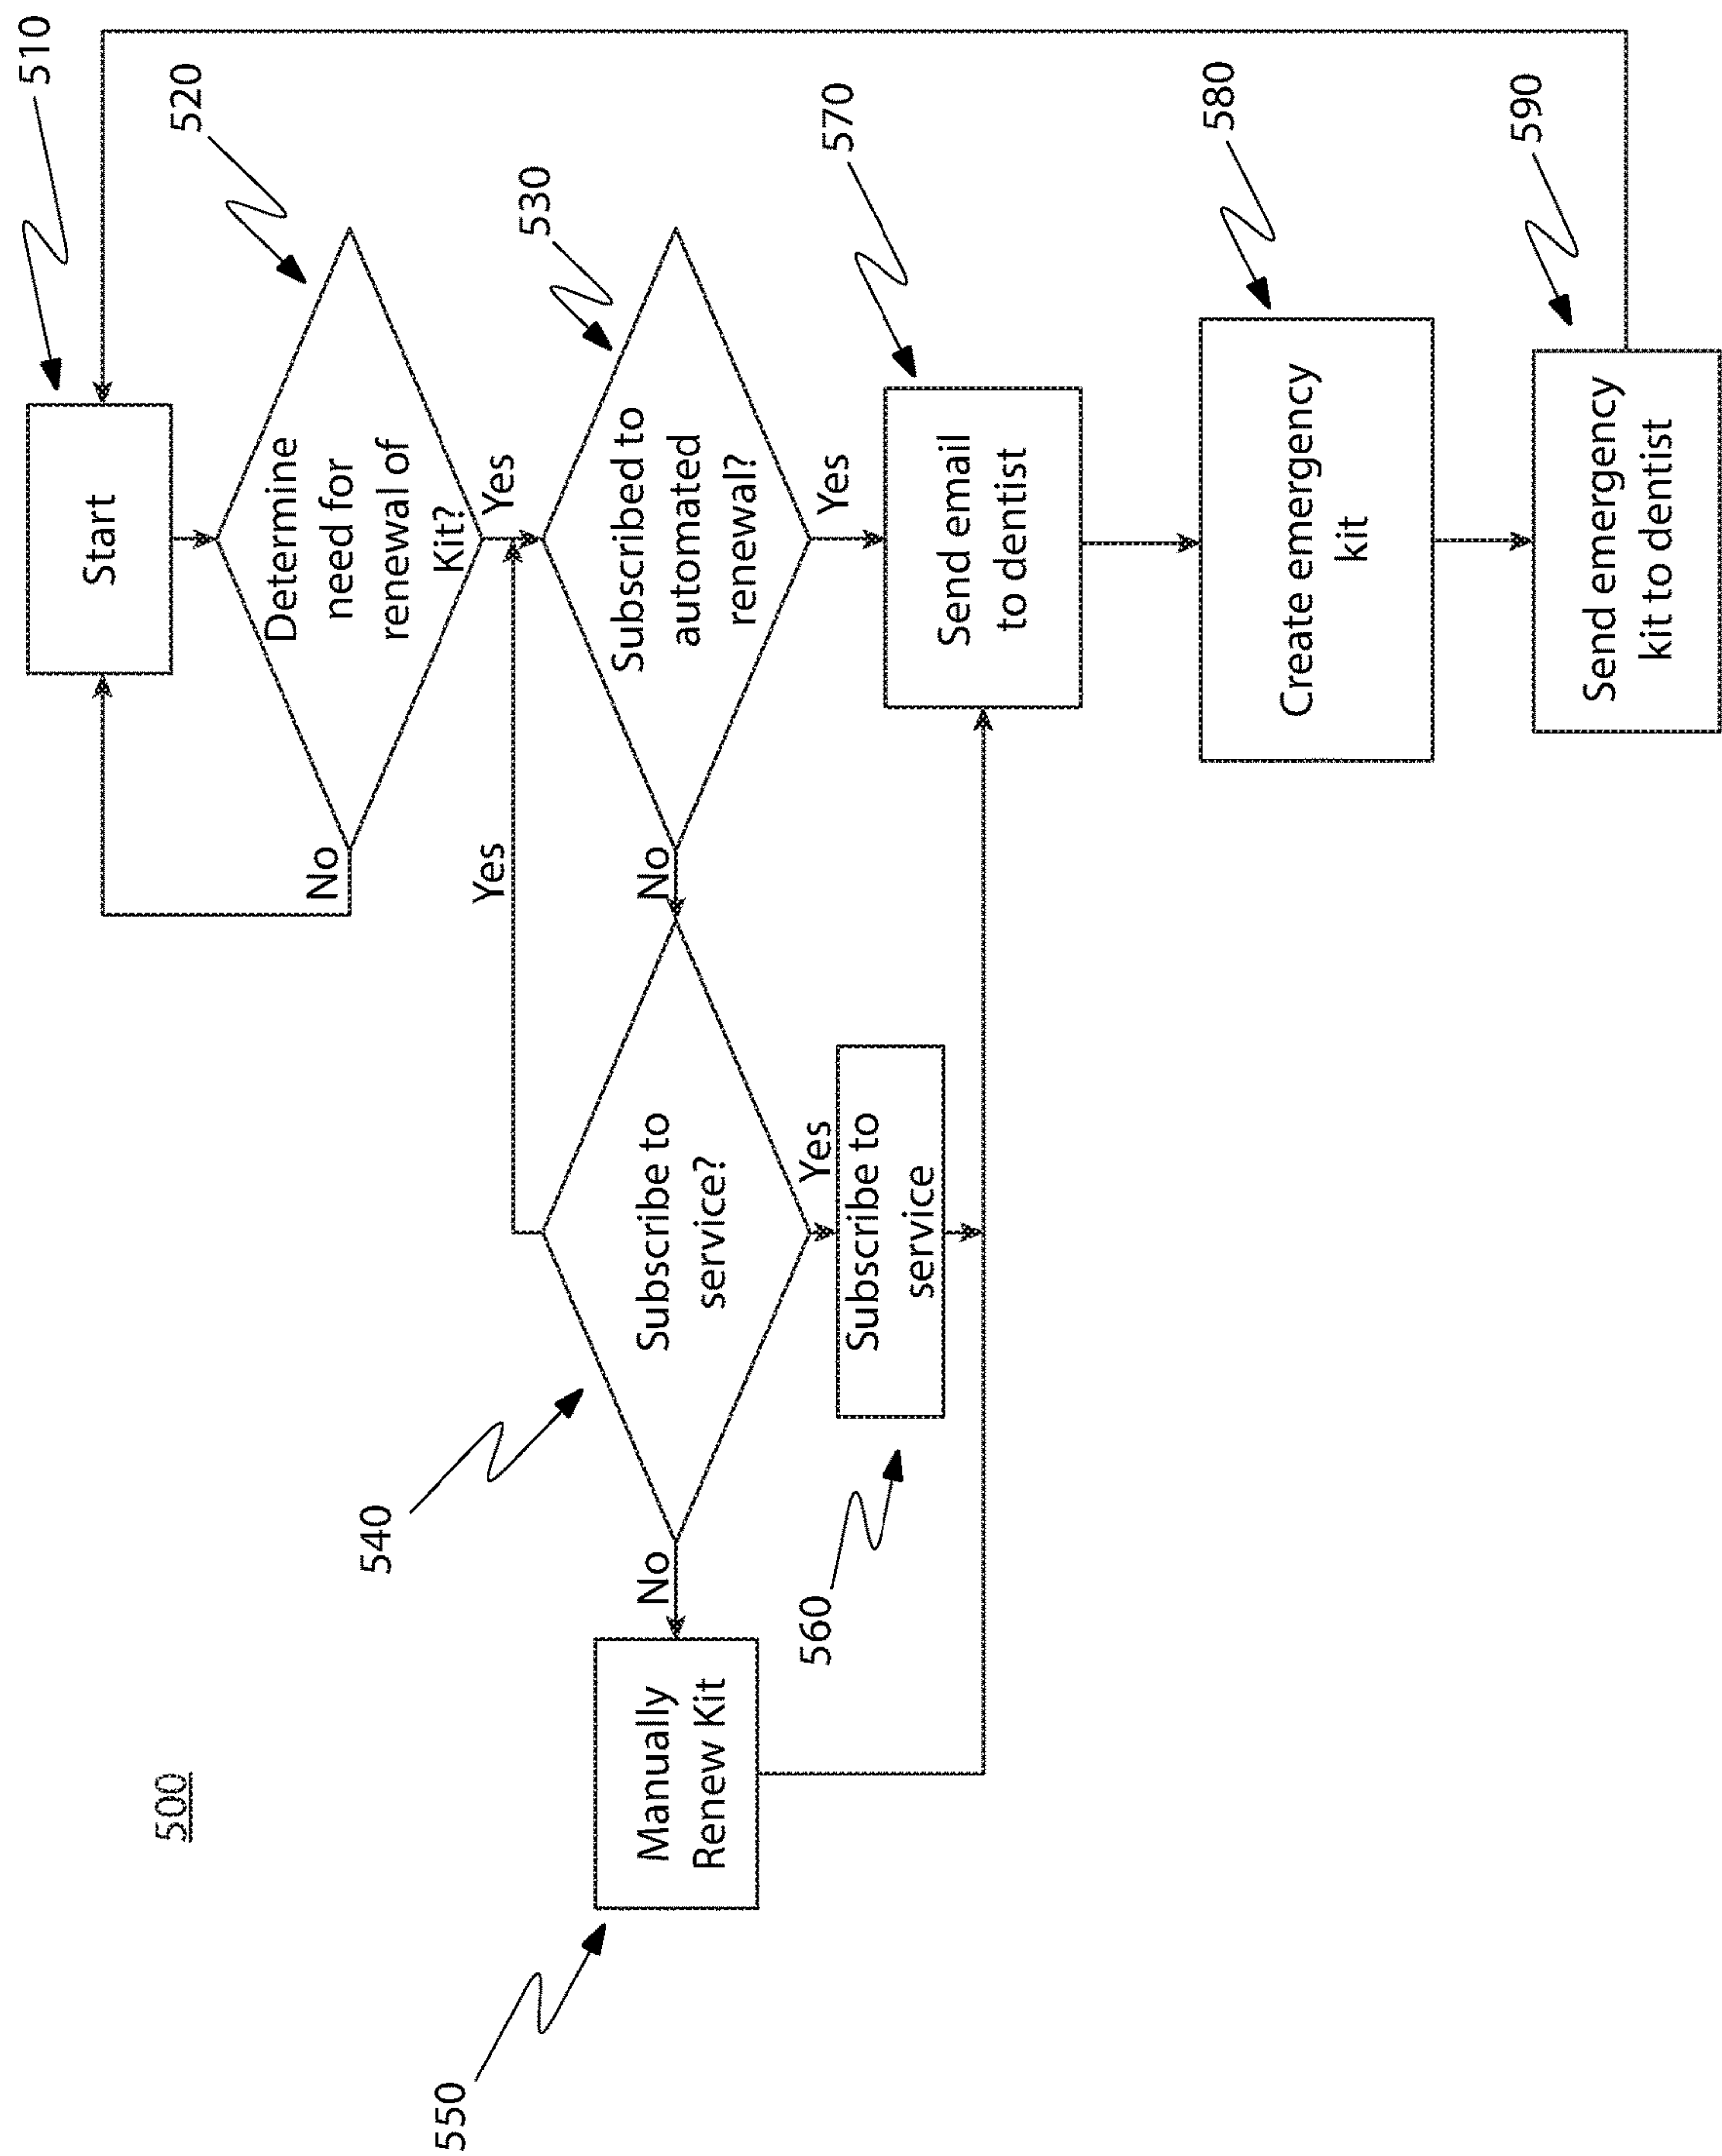 500
510
Start
520
Determine
need for
renewal of
Kit?
No
Yes
530
Subscribed to
automated
renewal?
Yes
No
Yes
540
Subscribe to
service?
No
Yes
550
Manually
Renew Kit
560
Subscribe to
service
570
Send email
to dentist
580
Create emergency
kit
590
Send emergency
kit to dentist